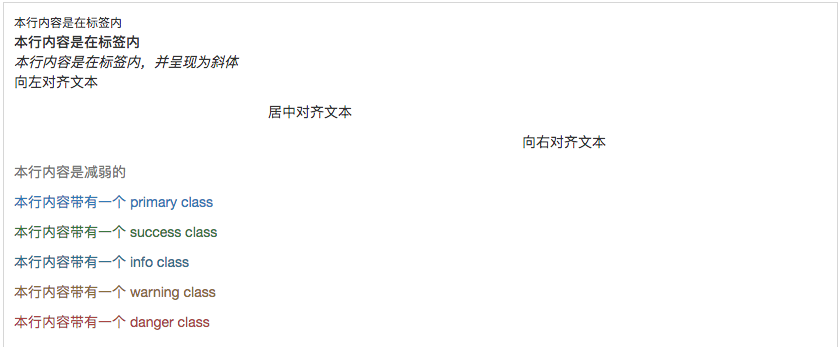 本行内容是在标签内
本行内容是在标签内
本行内容是在标签内，并呈现为斜体
向左对齐文本
居中对齐文本
向右对齐文本
本行内容是减弱的
本行内容带有一个 primary class
本行内容带有一个 success class
本行内容带有一个 info class
本行内容带有一个 warning class
本行内容带有一个 danger class